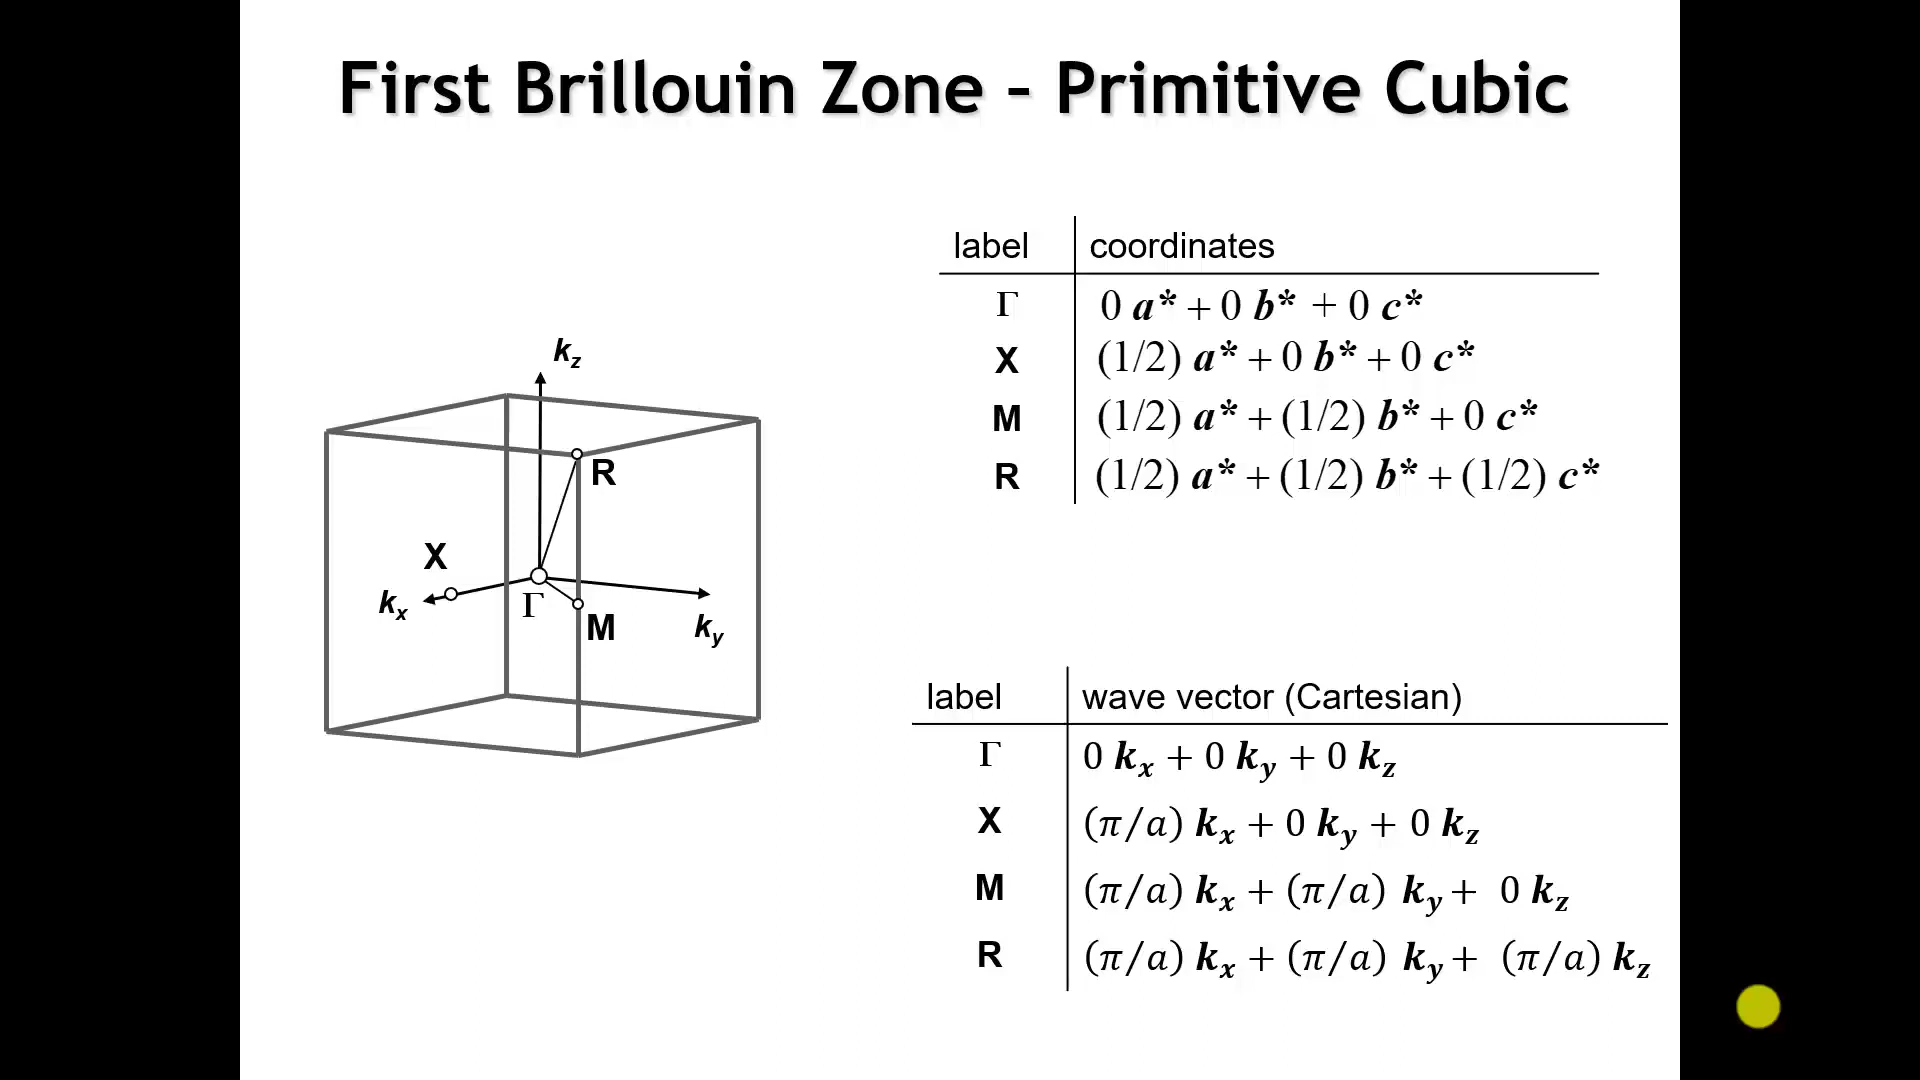 First Brillouin Zone – Primitive Cubic
label coordinates
Γ 0 a* + 0 b* + 0 c*
X (1/2) a* + 0 b* + 0 c*
M (1/2) a* + (1/2) b* + 0 c*
R (1/2) a* + (1/2) b* + (1/2) c*
k_z
R
X
k_x
Γ
M
k_y
label wave vector (Cartesian)
Γ 0 k_x + 0 k_y + 0 k_z
X (π/a) k_x + 0 k_y + 0 k_z
M (π/a) k_x + (π/a) k_y + 0 k_z
R (π/a) k_x + (π/a) k_y + (π/a) k_z